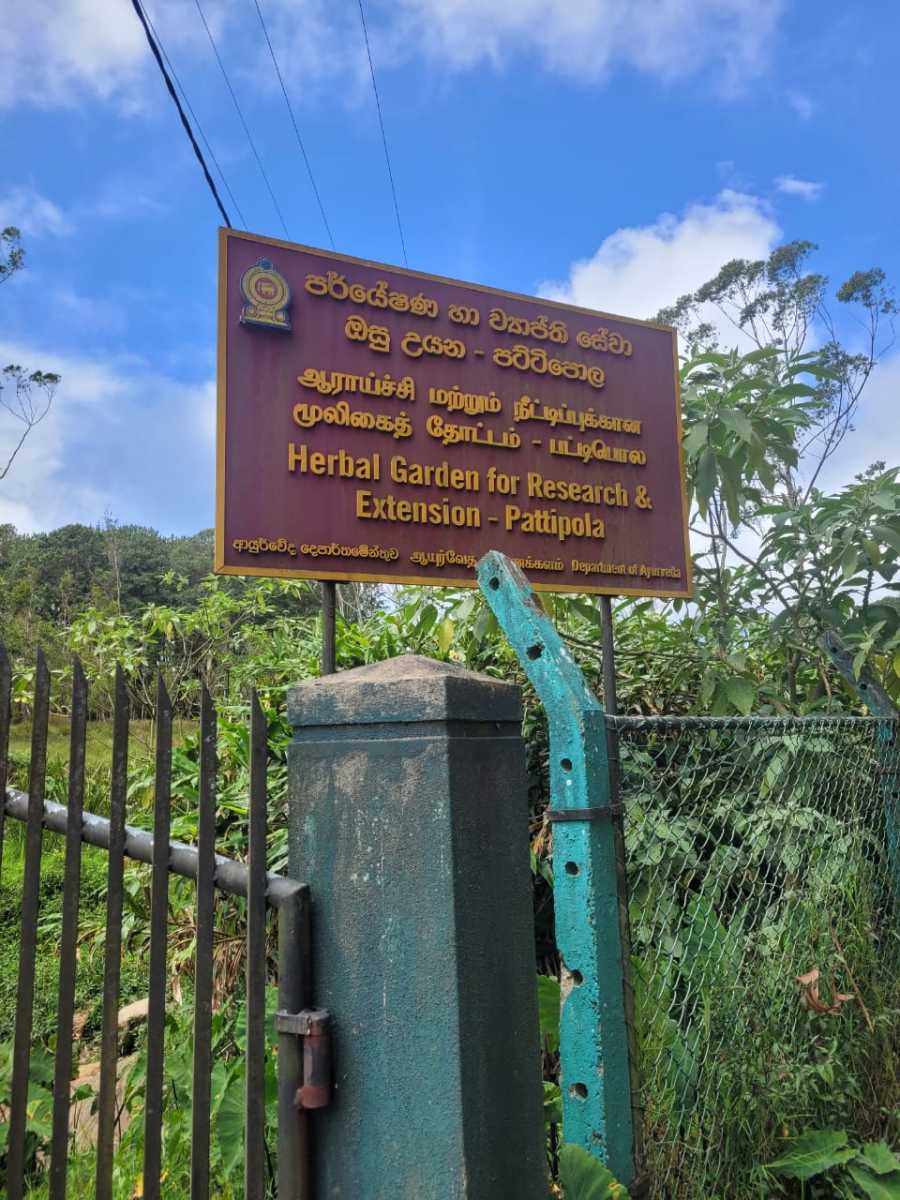 පර්යේෂණ හා ව්‍යාප්ති සේවා
ඔසු උයන - පට්ටිපොල
ஆராய்ச்சி மற்றும் நீட்டிப்புக்கான
மூலிகைத் தோட்டம் - பட்டிபொல
Herbal Garden for Research &
Extension - Pattipola
ආයුර්වේද දෙපාර්තමේන්තුව ஆயுர்வேத Department of Ayurveda